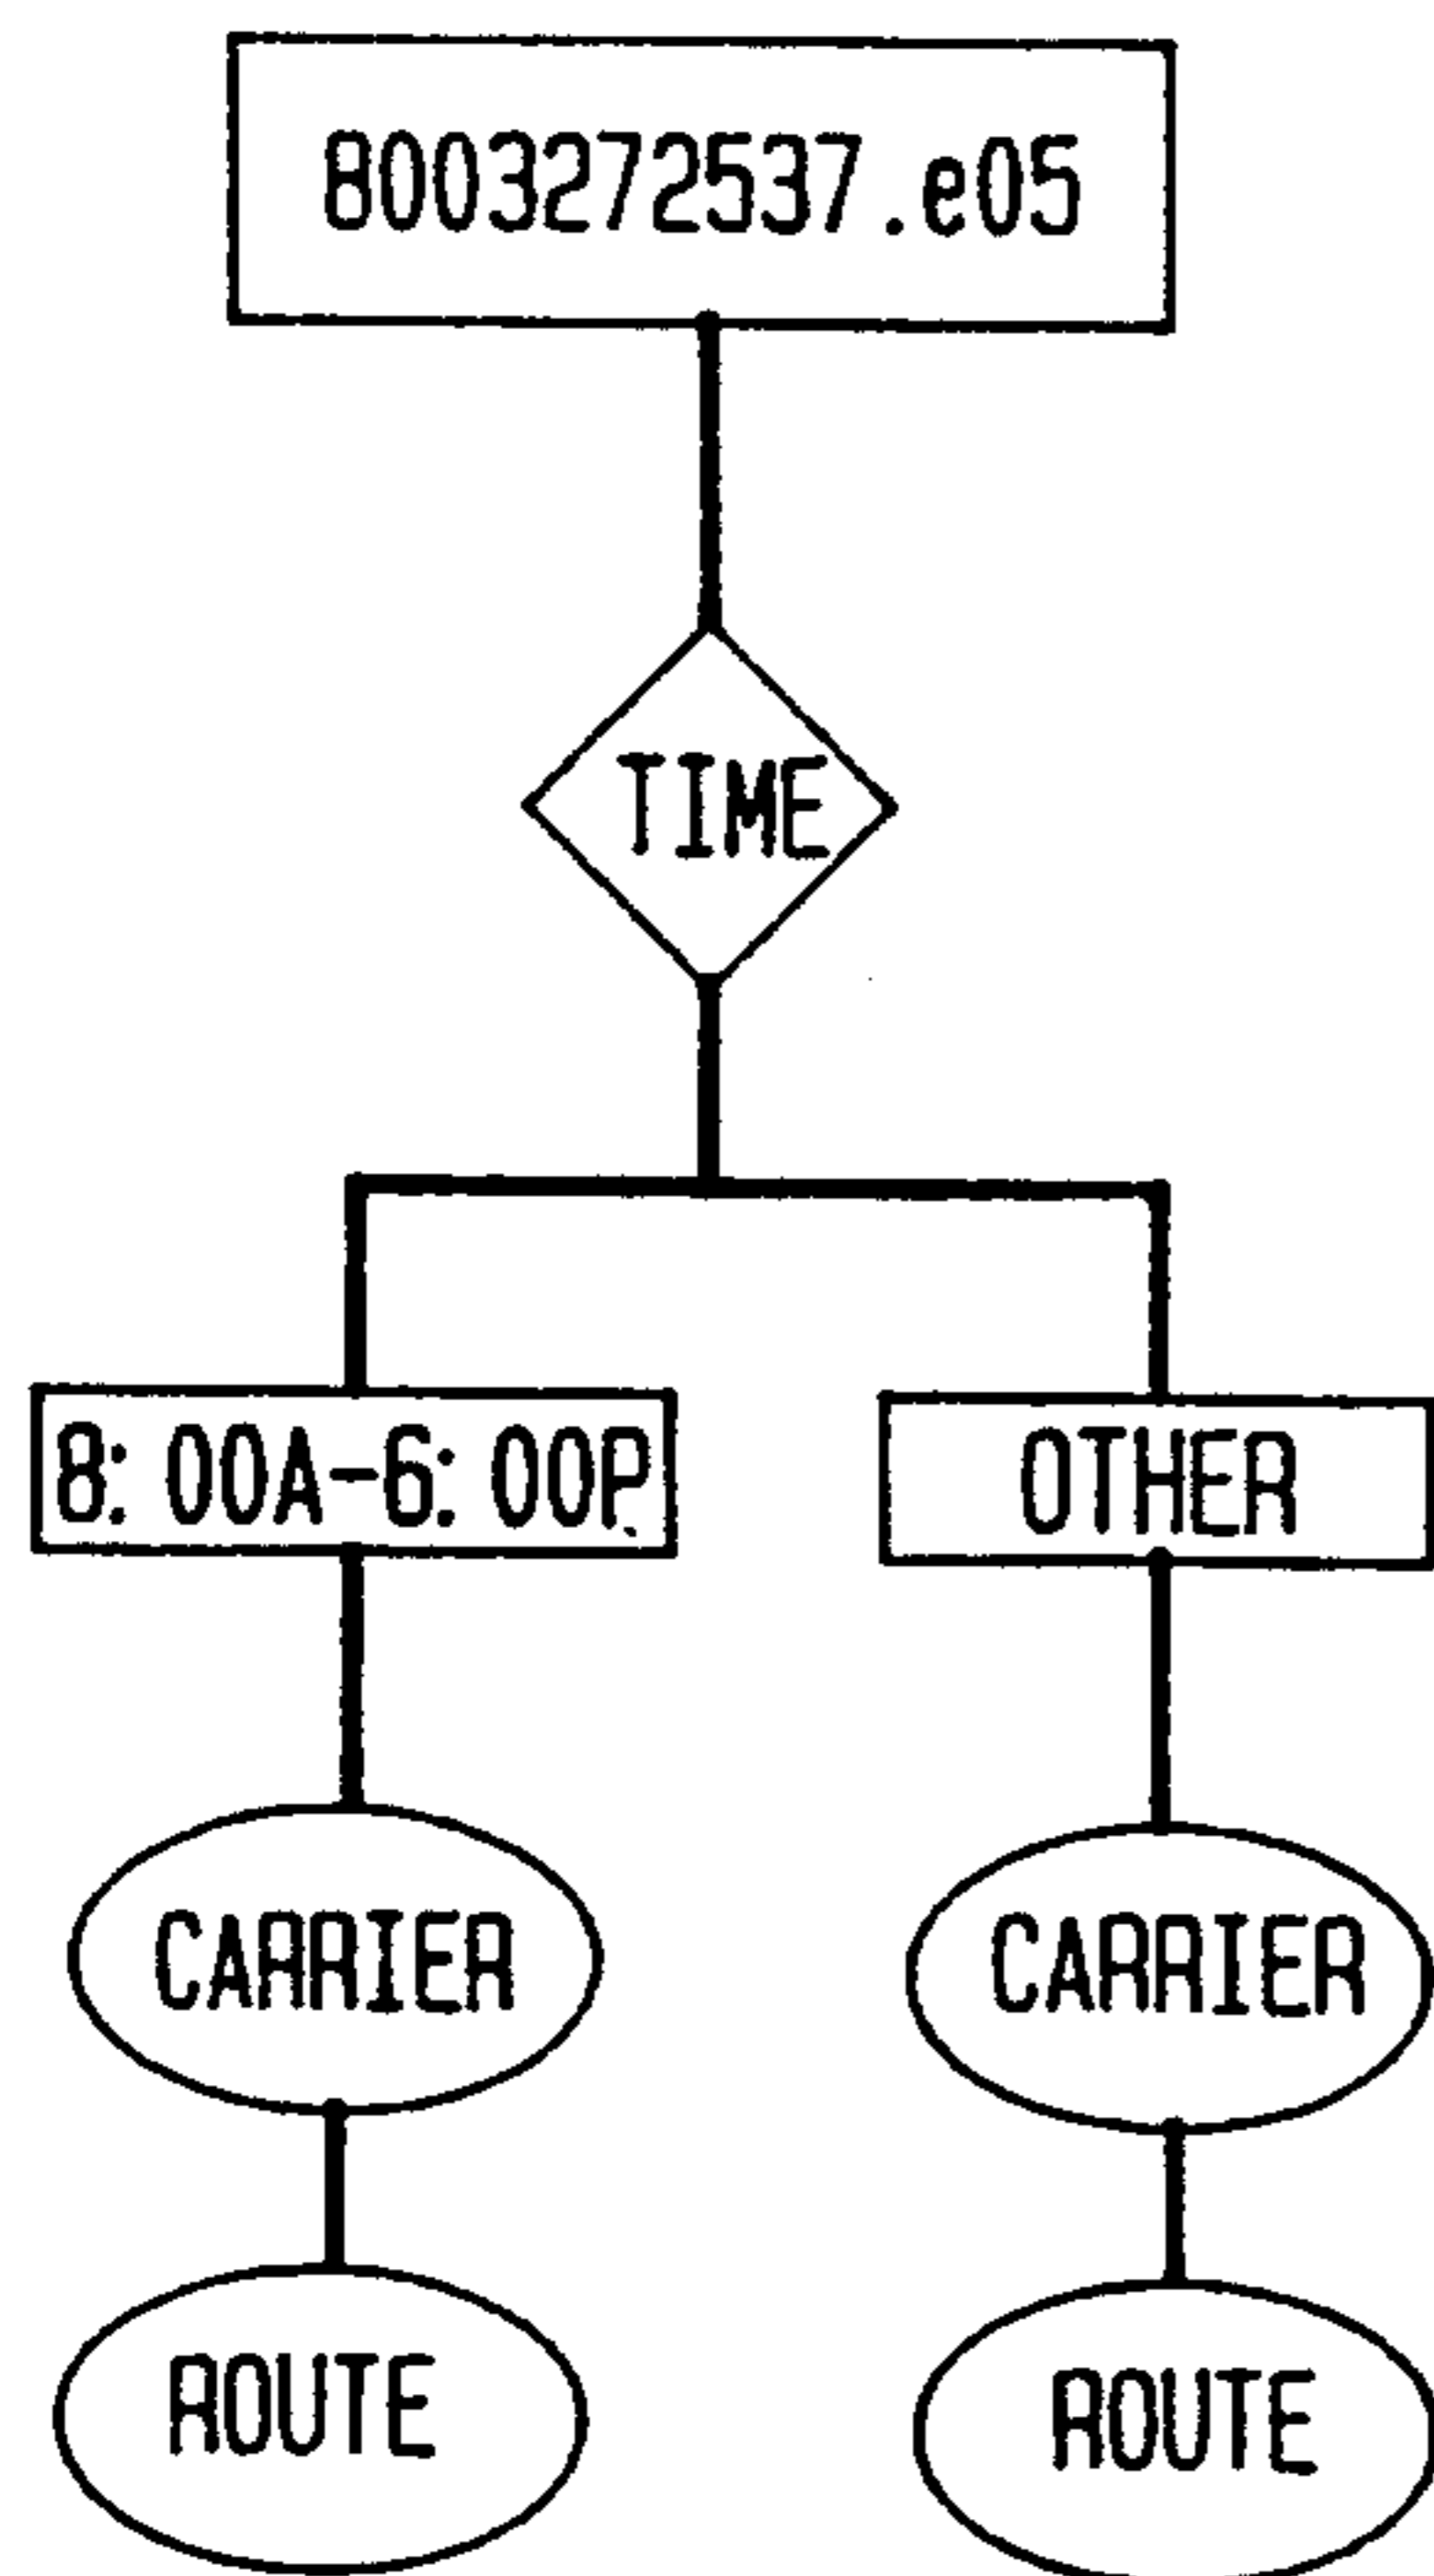 8003272537.e05
TIME
8:00A-6:00P
OTHER
CARRIER
CARRIER
ROUTE
ROUTE